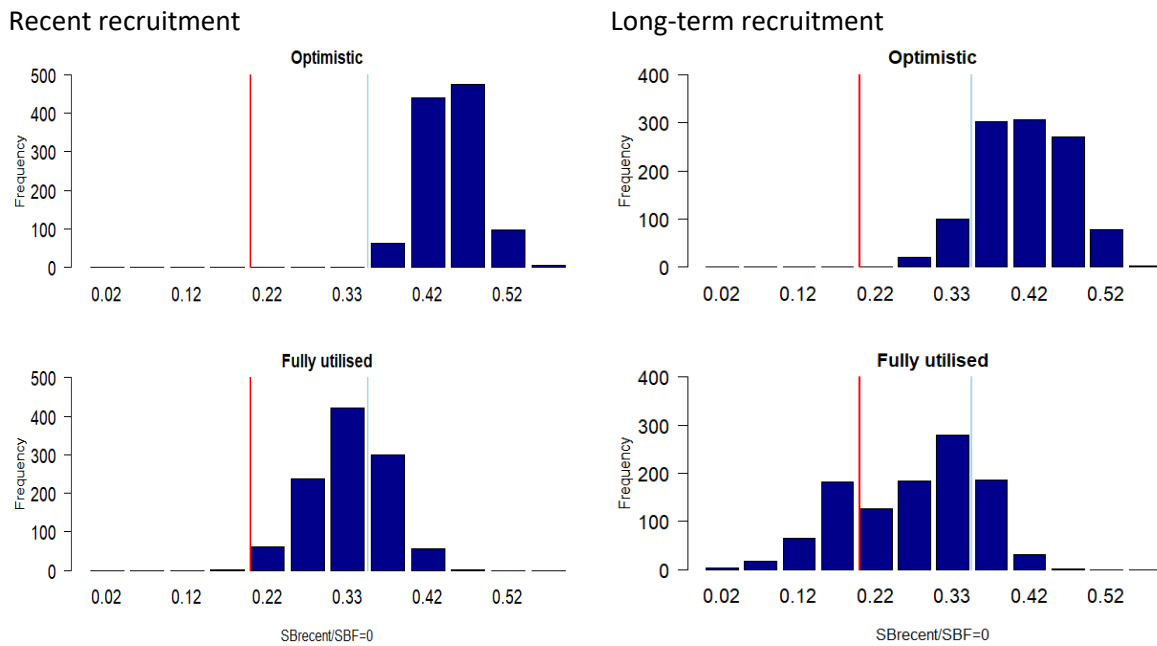 Recent recruitment
Long-term recruitment
Optimistic
Frequency
500
400
300
200
100
0
0.02 0.12 0.22 0.33 0.42 0.52
Optimistic
Frequency
400
300
200
100
0
0.02 0.12 0.22 0.33 0.42 0.52
Fully utilised
Frequency
500
400
300
200
100
0
0.02 0.12 0.22 0.33 0.42 0.52
SBrecent/SBF=0
Fully utilised
Frequency
400
300
200
100
0
0.02 0.12 0.22 0.33 0.42 0.52
SBrecent/SBF=0